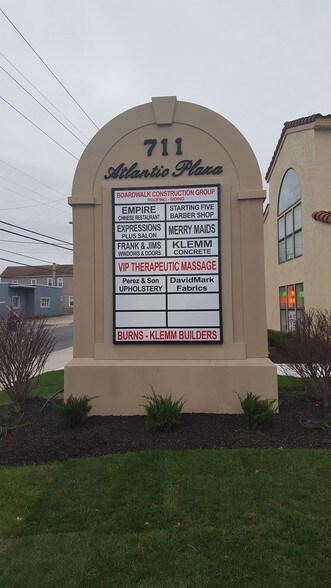 711
Atlantic Plaza
BOARDWALK CONSTRUCTION GROUP
ROOFING - SIDING
EMPIRE
CHINESE RESTAURANT
STARTING FIVE
BARBER SHOP
EXPRESSIONS
PLUS SALON
MERRY MAIDS
FRANK & JIMS
WINDOWS & DOORS
KLEMM
CONCRETE
VIP THERAPEUTIC MASSAGE
Perez & Son
UPHOLSTERY
DavidMark
Fabrics
BURNS - KLEMM BUILDERS